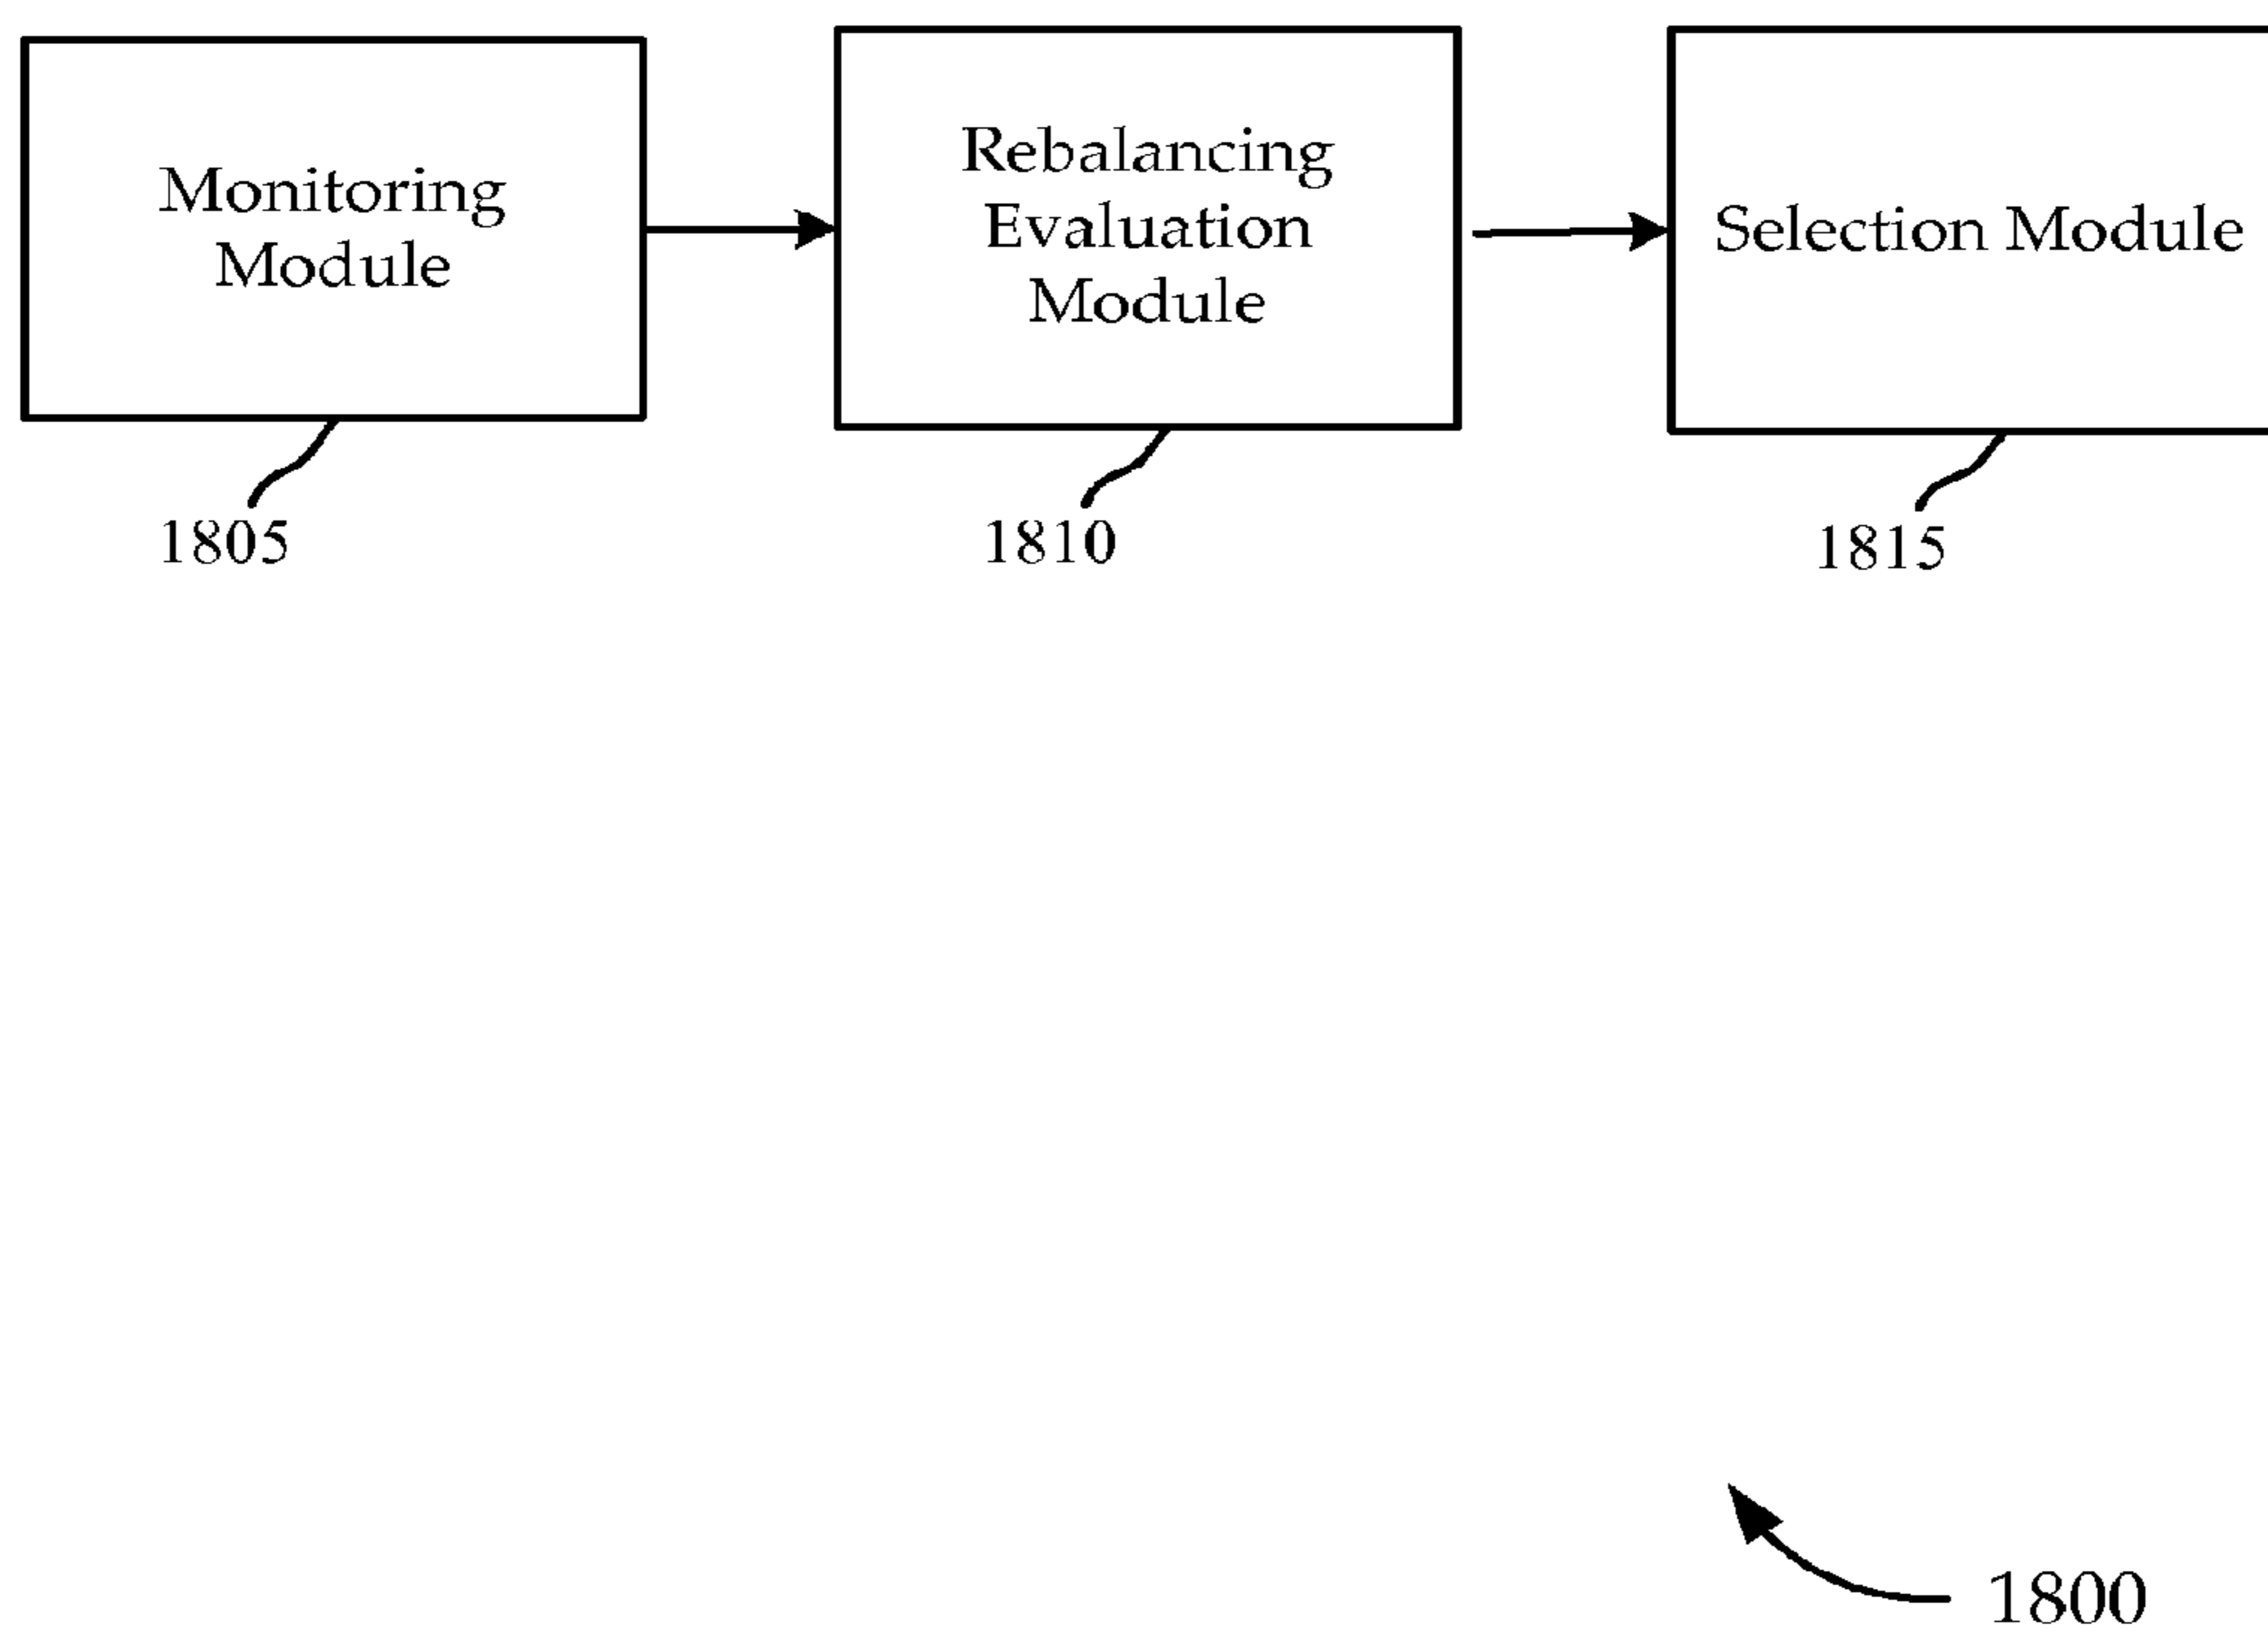 Monitoring
Module
Rebalancing
Evaluation
Module
Selection Module
1805
1810
1815
1800